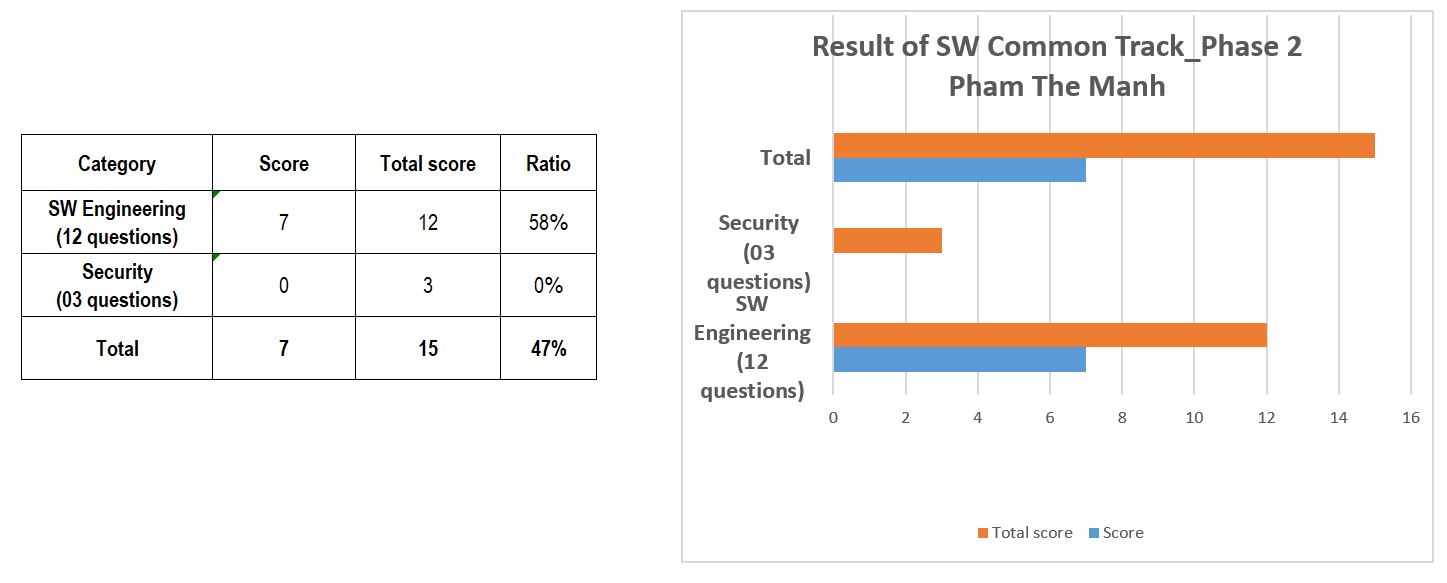 Category Score Total score Ratio
SW Engineering
(12 questions) 7 12 58%
Security
(03 questions) 0 3 0%
Total 7 15 47%
Result of SW Common Track_Phase 2
Pham The Manh
Total
Security
(03
questions)
SW
Engineering
(12
questions)
0 2 4 6 8 10 12 14 16
Total score Score